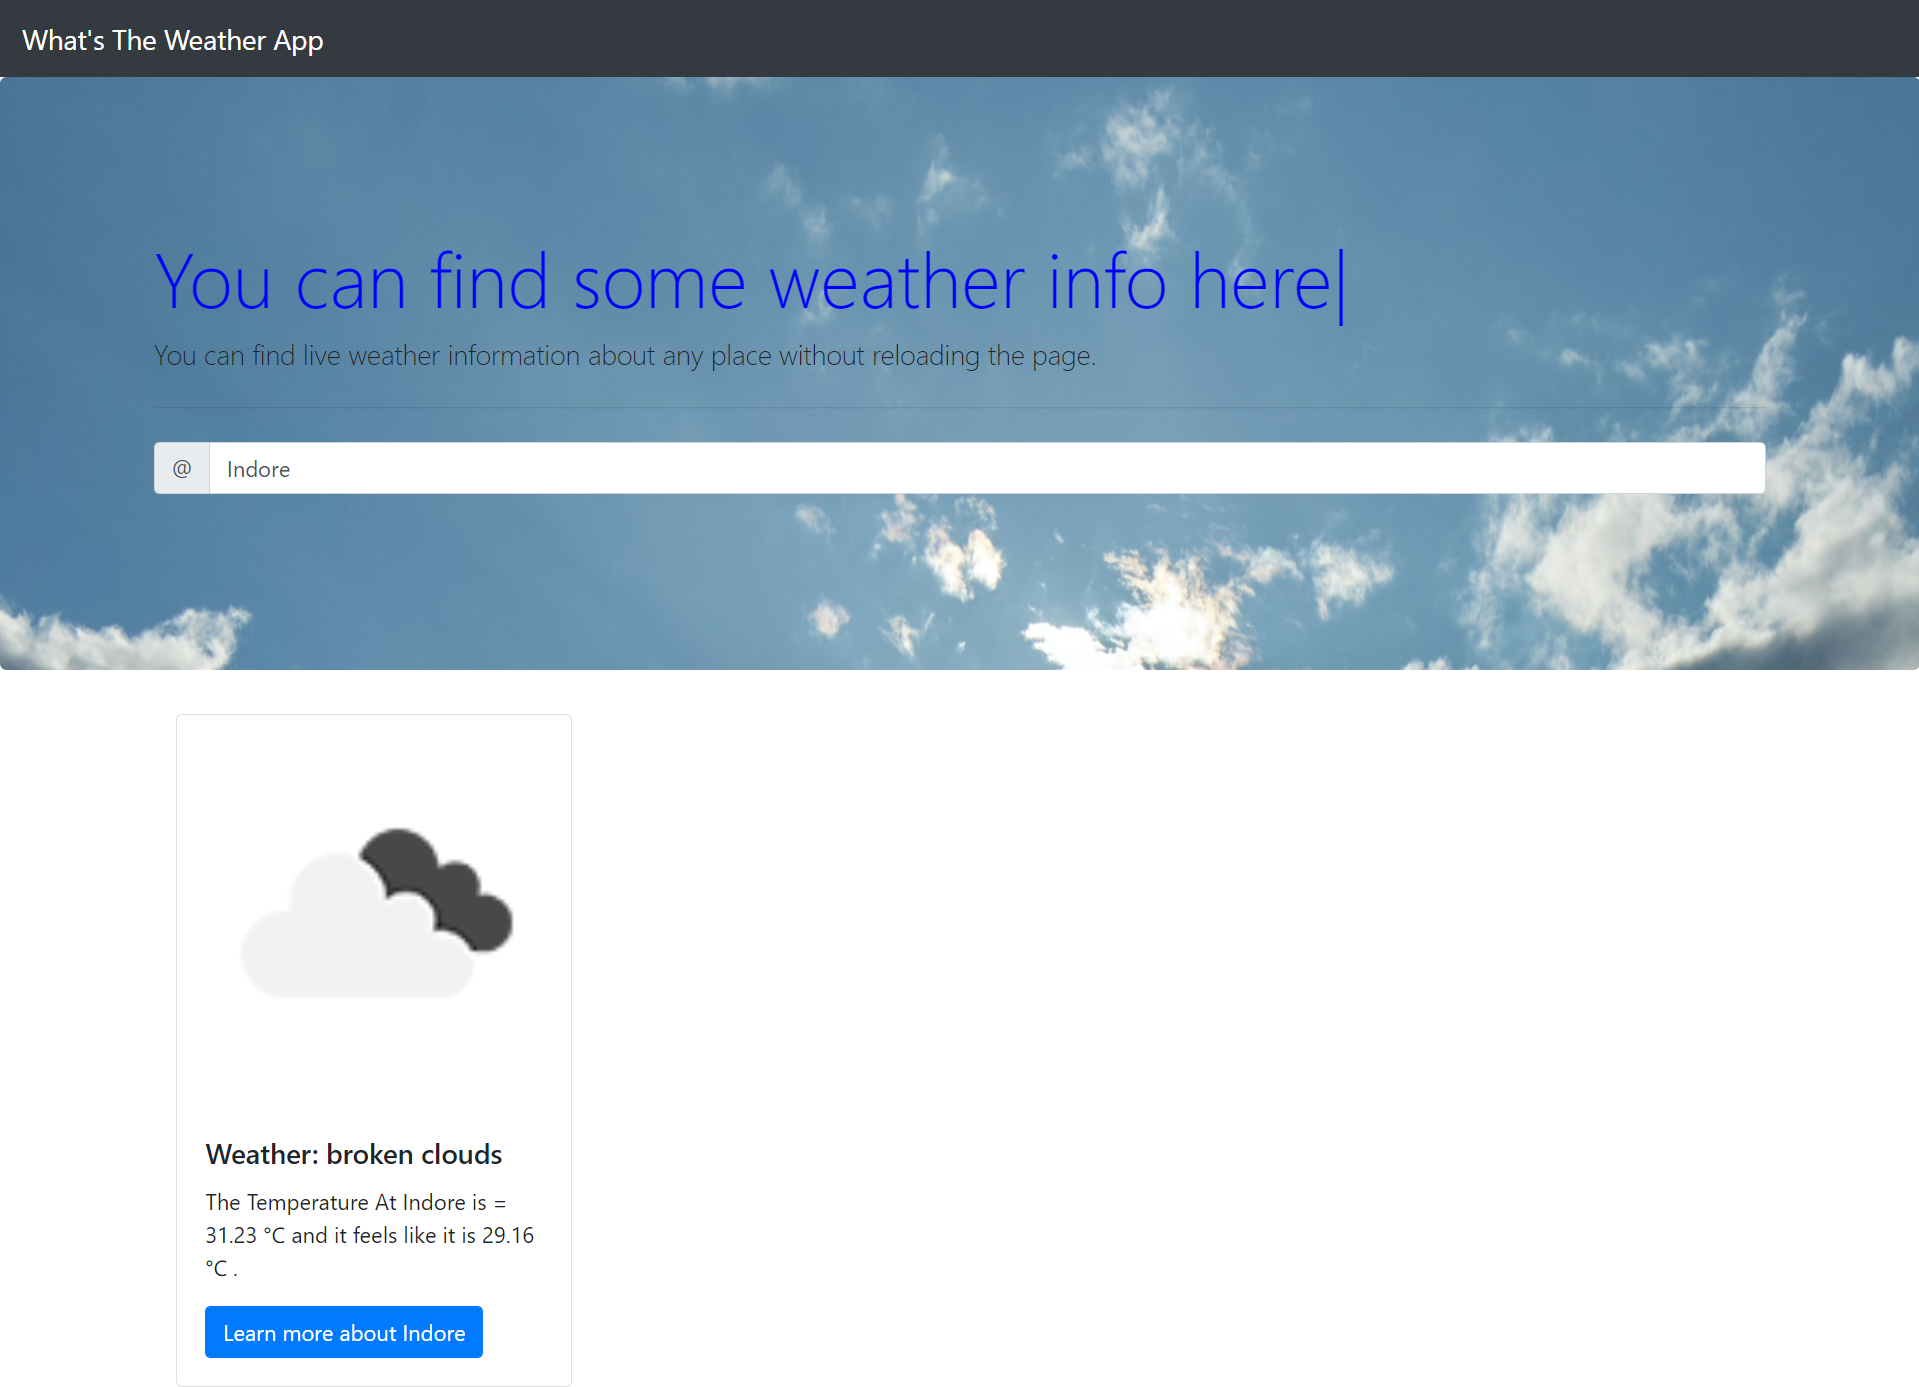 What's The Weather App
You can find some weather info here|
You can find live weather information about any place without reloading the page.
@ Indore
Weather: broken clouds
The Temperature At Indore is =
31.23 °C and it feels like it is 29.16
°C .
Learn more about Indore